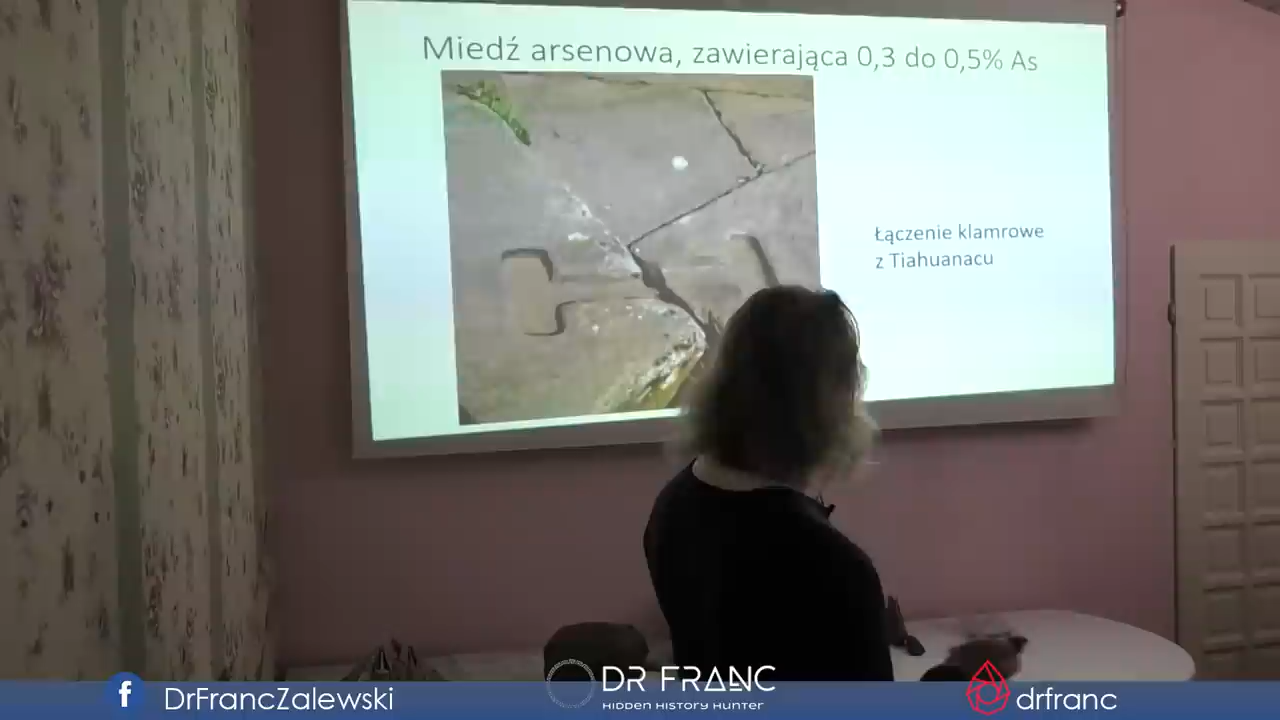 Miedź arsenowa, zawierająca 0,3 do 0,5% As
Łączenie klamrowe
z Tiahuanacu
f DrFrancZalewski
DR FRANC
HIDDEN HISTORY HUNTER
drfranc